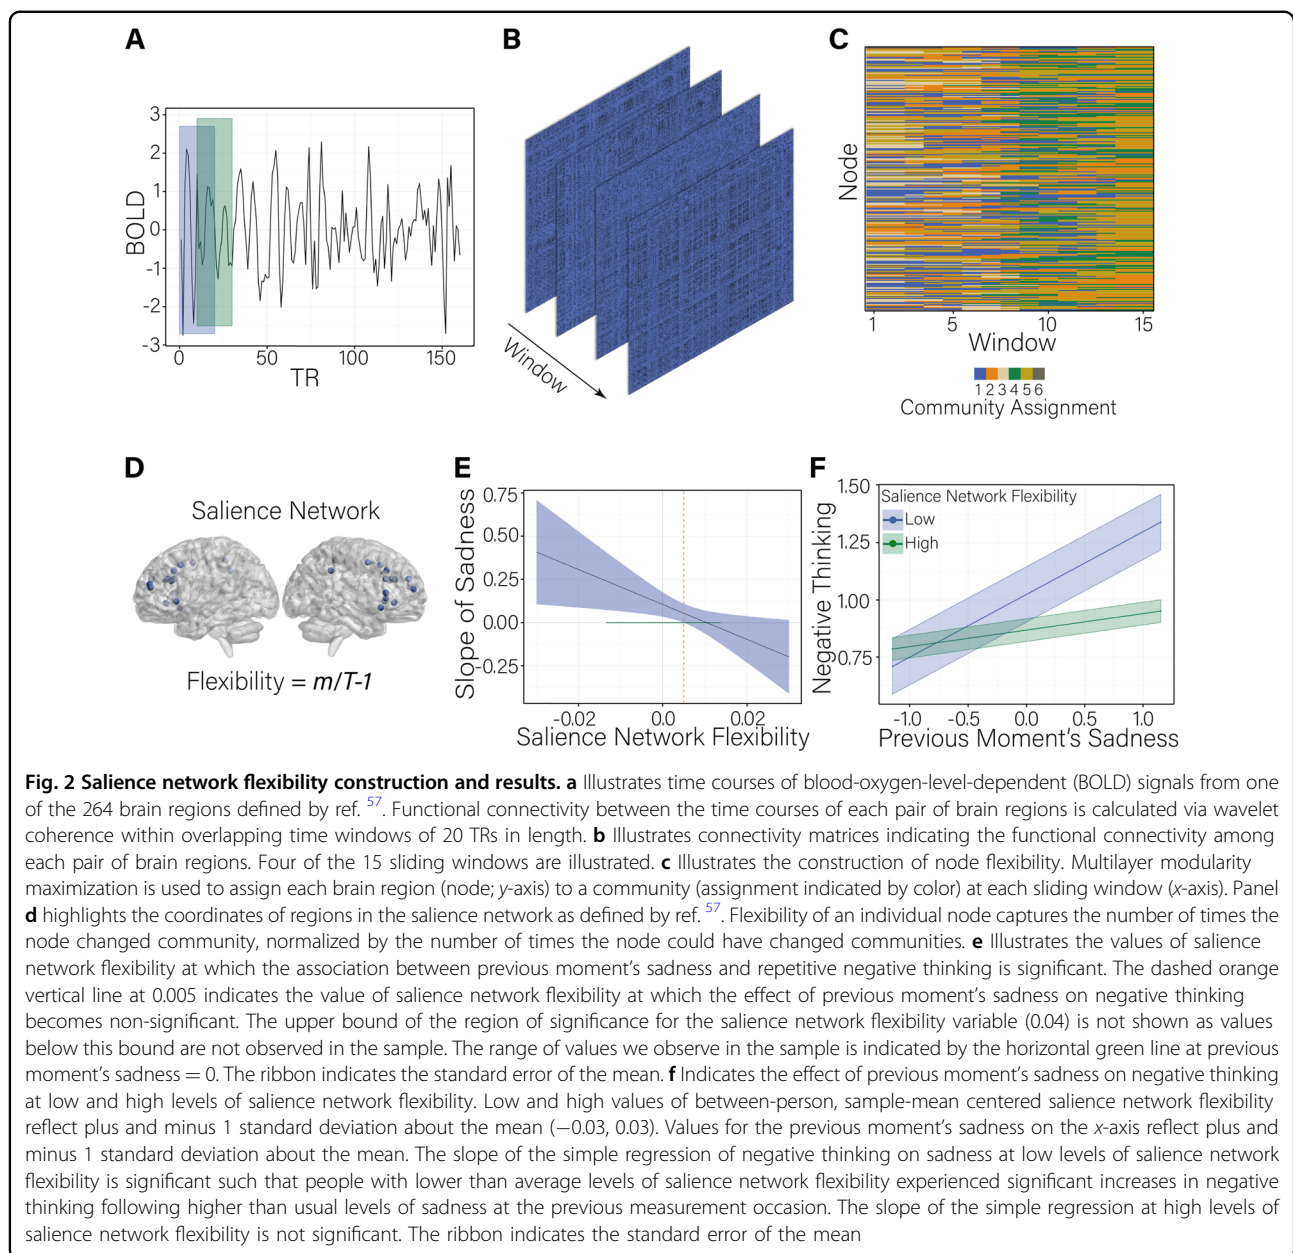 A
B
C
3
2
1
0
-1
-2
-3
BOLD
0
50
100
150
TR
Window
Node
1
5
10
15
Window
1 2 3 4 5 6
Community Assignment
D
Salience Network
Flexibility = m/T-1
E
Slope of Sadness
0.75
0.50
0.25
0.00
-0.25
-0.02
0.0
0.02
Salience Network Flexibility
F
Negative Thinking
1.50
1.25
1.00
0.75
Salience Network Flexibility
Low
High
-1.0
-0.5
0.0
0.5
1.0
Previous Moment's Sadness
Fig. 2 Salience network flexibility construction and results. a Illustrates time courses of blood-oxygen-level-dependent (BOLD) signals from one
of the 264 brain regions defined by ref. 57. Functional connectivity between the time courses of each pair of brain regions is calculated via wavelet
coherence within overlapping time windows of 20 TRs in length. b Illustrates connectivity matrices indicating the functional connectivity among
each pair of brain regions. Four of the 15 sliding windows are illustrated. c Illustrates the construction of node flexibility. Multilayer modularity
maximization is used to assign each brain region (node; y-axis) to a community (assignment indicated by color) at each sliding window (x-axis). Panel
d highlights the coordinates of regions in the salience network as defined by ref. 57. Flexibility of an individual node captures the number of times the
node changed community, normalized by the number of times the node could have changed communities. e Illustrates the values of salience
network flexibility at which the association between previous moment's sadness and repetitive negative thinking is significant. The dashed orange
vertical line at 0.005 indicates the value of salience network flexibility at which the effect of previous moment's sadness on negative thinking
becomes non-significant. The upper bound of the region of significance for the salience network flexibility variable (0.04) is not shown as values
below this bound are not observed in the sample. The range of values we observe in the sample is indicated by the horizontal green line at previous
moment's sadness = 0. The ribbon indicates the standard error of the mean. f Indicates the effect of previous moment's sadness on negative thinking
at low and high levels of salience network flexibility. Low and high values of between-person, sample-mean centered salience network flexibility
reflect plus and minus 1 standard deviation about the mean (−0.03, 0.03). Values for the previous moment's sadness on the x-axis reflect plus and
minus 1 standard deviation about the mean. The slope of the simple regression of negative thinking on sadness at low levels of salience network
flexibility is significant such that people with lower than average levels of salience network flexibility experienced significant increases in negative
thinking following higher than usual levels of sadness at the previous measurement occasion. The slope of the simple regression at high levels of
salience network flexibility is not significant. The ribbon indicates the standard error of the mean